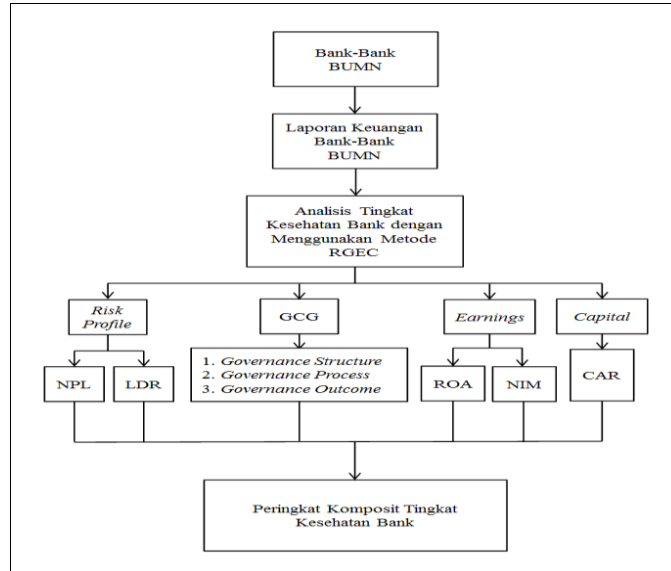 Bank-Bank
BUMN
Laporan Keuangan
Bank-Bank
BUMN
Analisis Tingkat
Kesehatan Bank dengan
Menggunakan Metode
RGEC
Risk
Profile
GCG
Earnings
Capital
NPL
LDR
1. Governance Structure
2. Governance Process
3. Governance Outcome
ROA
NIM
CAR
Peringkat Komposit Tingkat
Kesehatan Bank